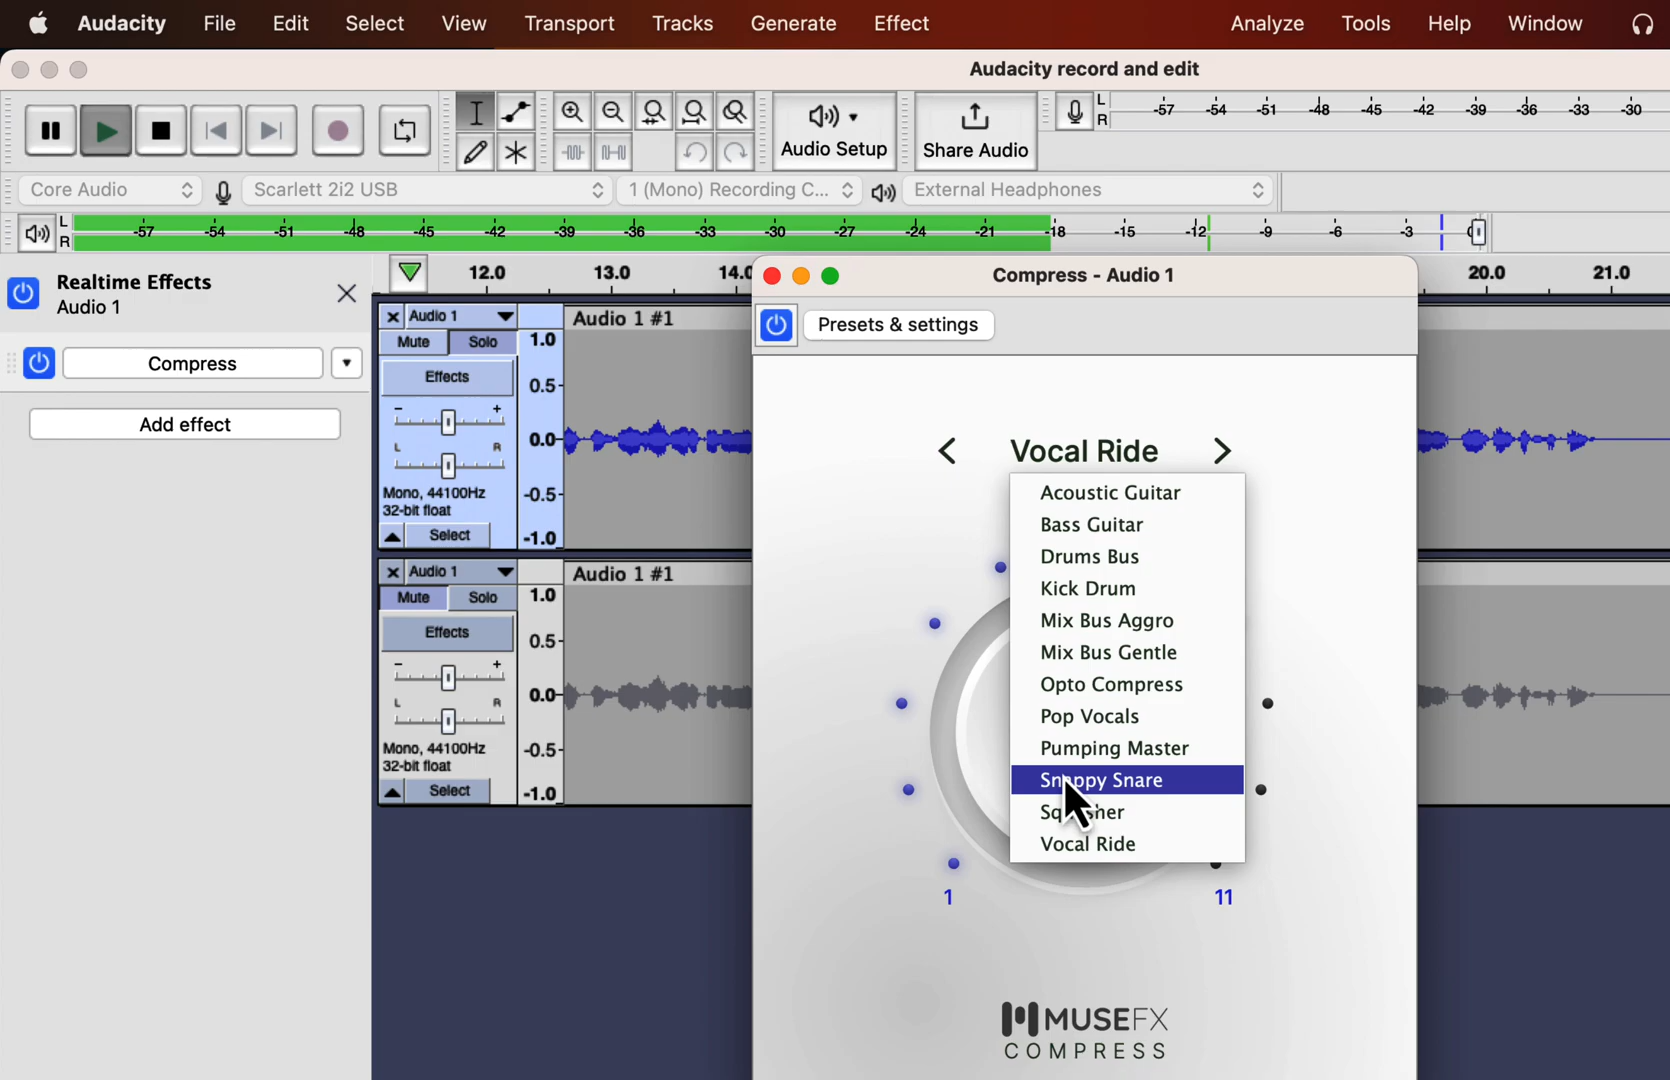 Audacity File Edit Select View Transport Tracks Generate Effect Analyze Tools Help Window
Audacity record and edit
Audio Setup
Share Audio
L
R
-57 -54 -51 -48 -45 -42 -39 -36 -33 -30
Core Audio
Scarlett 2i2 USB
1 (Mono) Recording C...
External Headphones
L
R
-57 -54 -51 -48 -45 -42 -39 -36 -33 -30 -27 -24 -21 -18 -15 -12 -9 -6 -3 0
Realtime Effects
Audio 1
Compress
Add effect
12.0 13.0 14.0 20.0 21.0
Audio 1
Mute Solo
Effects
- +
L R
Mono, 44100Hz
32-bit float
Select
1.0
0.5
0.0
-0.5
-1.0
Audio 1 #1
Audio 1
Mute Solo
Effects
- +
L R
Mono, 44100Hz
32-bit float
Select
1.0
0.5
0.0
-0.5
-1.0
Audio 1 #1
Compress - Audio 1
Presets & settings
< Vocal Ride >
Acoustic Guitar
Bass Guitar
Drums Bus
Kick Drum
Mix Bus Aggro
Mix Bus Gentle
Opto Compress
Pop Vocals
Pumping Master
Snappy Snare
Squasher
Vocal Ride
1 11
MUSEFX
COMPRESS